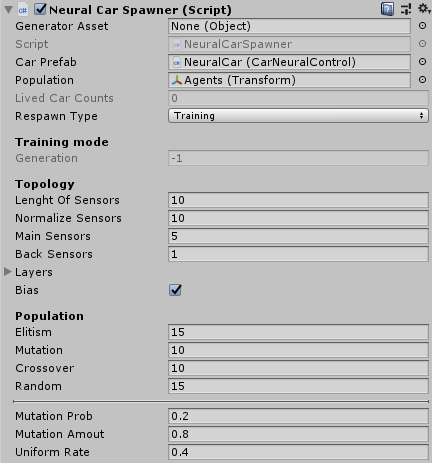 Neural Car Spawner (Script)
Generator Asset None (Object)
Script NeuralCarSpawner
Car Prefab NeuralCar (CarNeuralControl)
Population Agents (Transform)
Lived Car Counts 0
Respawn Type Training
Training mode
Generation -1
Topology
Lenght Of Sensors 10
Normalize Sensors 10
Main Sensors 5
Back Sensors 1
Layers
Bias
Population
Elitism 15
Mutation 10
Crossover 10
Random 15
Mutation Prob 0.2
Mutation Amout 0.8
Uniform Rate 0.4